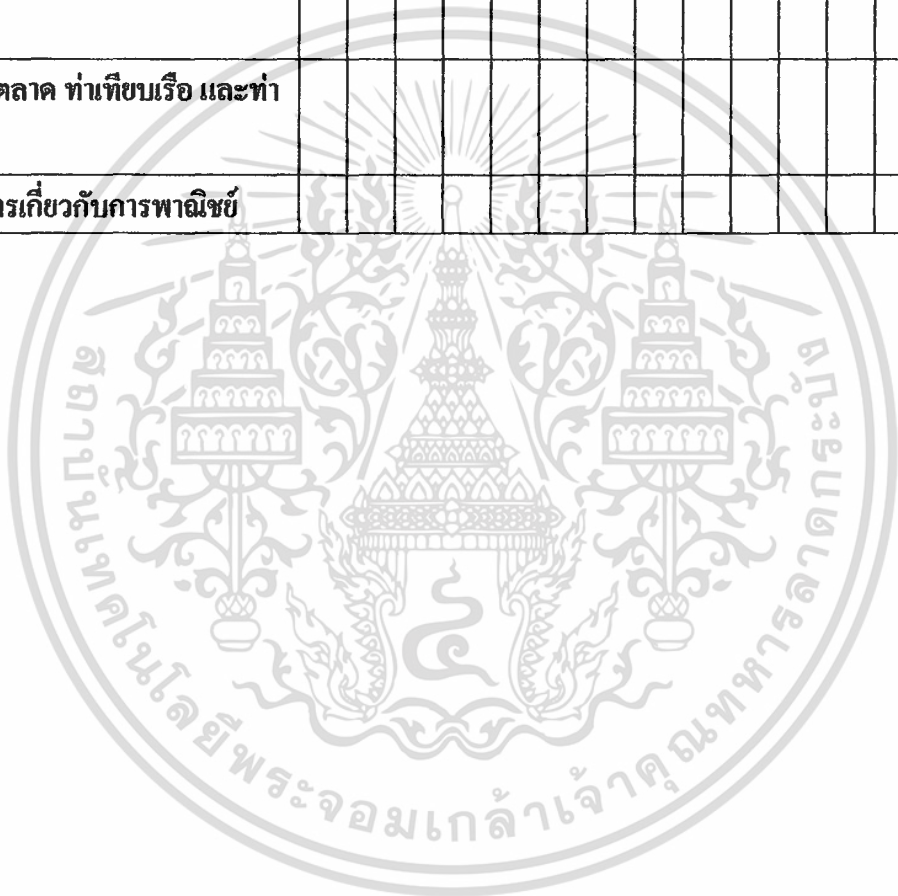 ตลาด ท่าเทียบเรือ และท่า
ารเกี่ยวกับการพาณิชย์
สถาบันเทคโนโลยีพระจอมเกล้าเจ้าคุณทหารลาดกระบัง
๔